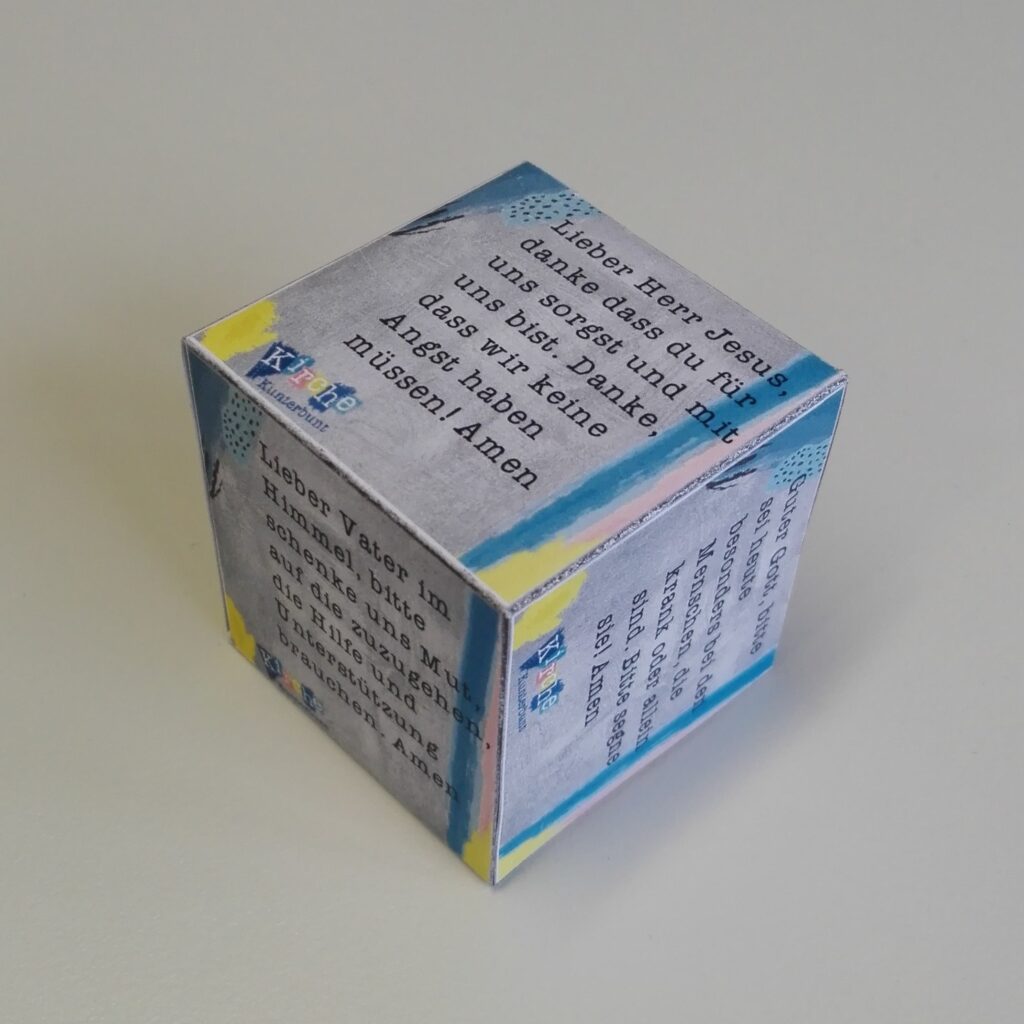 Lieber Herr Jesus,
danke dass du für
uns sorgst und mit
uns bist. Danke,
dass wir keine
Angst haben
müssen! Amen
Kirche
Kunterbunt
Lieber Vater im
Himmel, bitte
schenke uns Mut,
auf die zuzugehen,
die Hilfe und
Unterstützung
brauchen. Amen
Kirche
Guter Gott, bitte
sei heute
besonders bei den
Menschen, die
krank oder allein
sind. Bitte segne
sie! Amen
Kirche
Kunterbunt